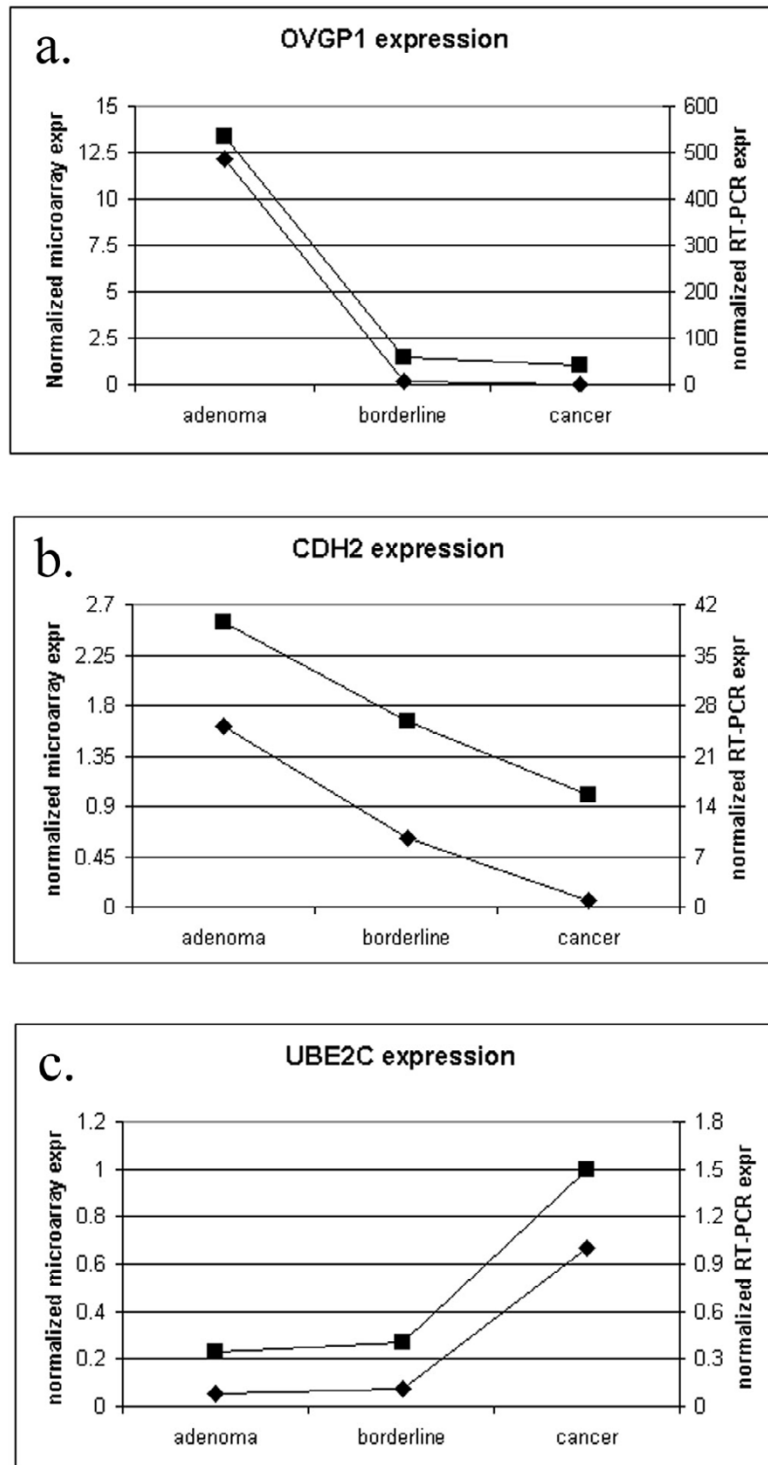 a.
OVGP1 expression
Normalized microarray expr
15
12.5
10
7.5
5
2.5
0
600
500
400
300
200
100
0
normalized RT-PCR expr
adenoma borderline cancer
b.
CDH2 expression
normalized microarray expr
2.7
2.25
1.8
1.35
0.9
0.45
0
42
35
28
21
14
7
0
normalized RT-PCR expr
adenoma borderline cancer
c.
UBE2C expression
normalized microarray expr
1.2
1
0.8
0.6
0.4
0.2
0
1.8
1.5
1.2
0.9
0.6
0.3
0
normalized RT-PCR expr
adenoma borderline cancer